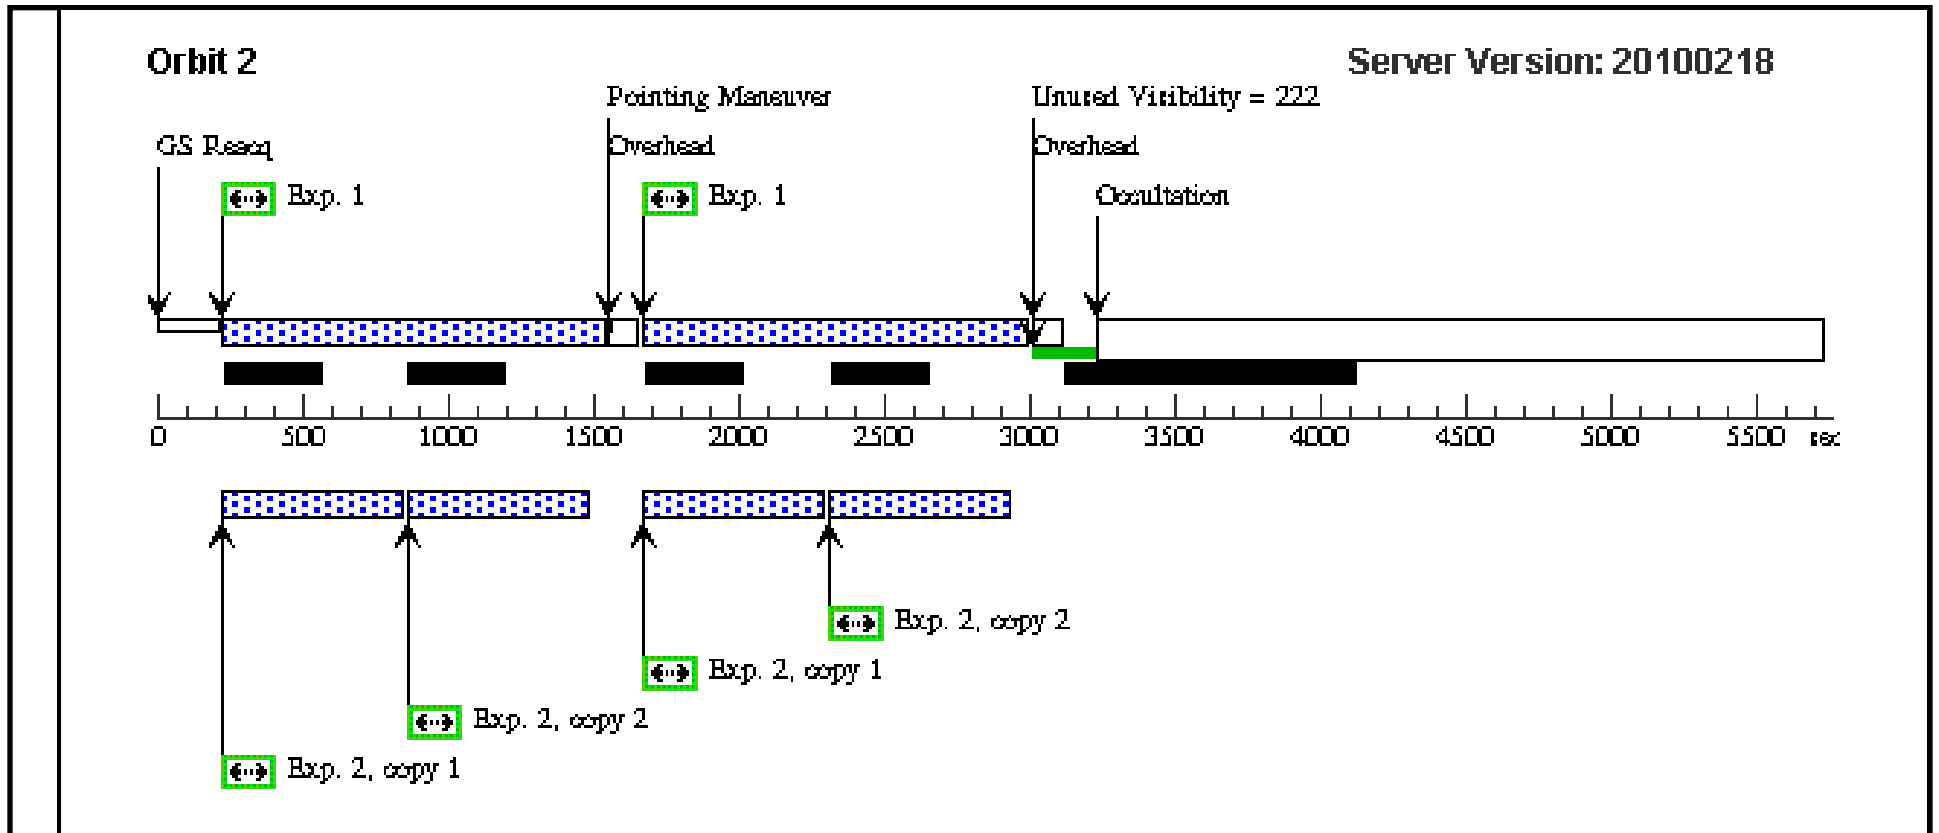 Orbit 2
Server Version: 20100218
Pointing Maneuver
Unused Visibility = 222
GS Reacq
Overhead
Overhead
Exp. 1
Exp. 1
Occultation
0 500 1000 1500 2000 2500 3000 3500 4000 4500 5000 5500 sec
Exp. 2, copy 2
Exp. 2, copy 1
Exp. 2, copy 2
Exp. 2, copy 1